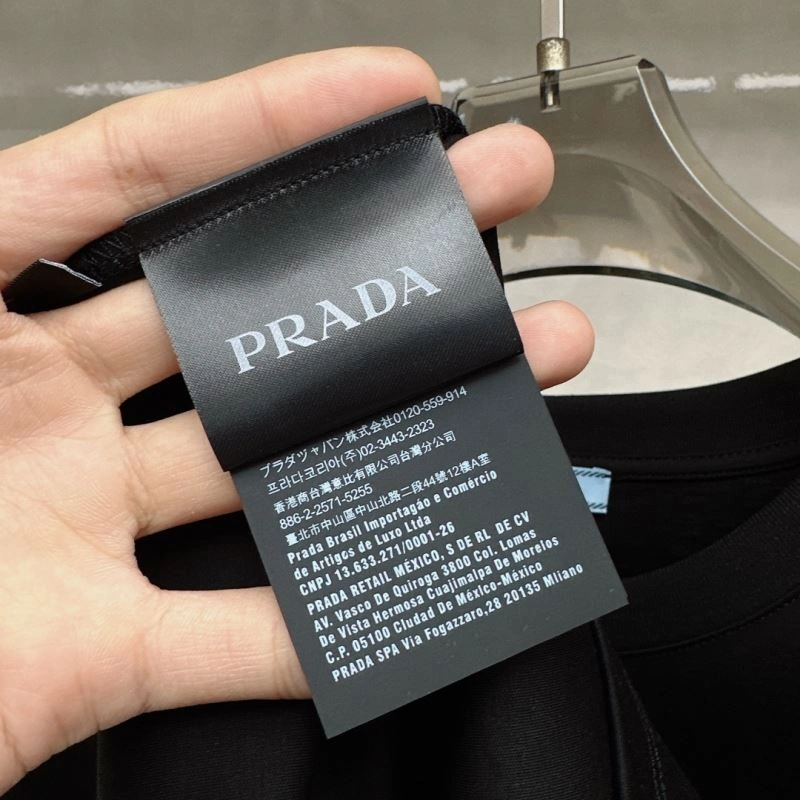 PRADA
プラダジャパン株式会社0120-559-914
프라다코리아(주)02-3443-2323
香港商台灣意比有限公司台灣分公司
886-2-2571-5255
臺北市中山區中山北路二段44號12樓A室
Prada Brasil Importação e Comércio
de Artigos de Luxo Ltda
CNPJ 13.633.271/0001-26
PRADA RETAIL MÉXICO, S DE RL DE CV
AV. Vasco De Quiroga 3800 Col. Lomas
De Vista Hermosa Cuajimalpa De Morelos
C.P. 05100 Ciudad De México-México
PRADA SPA Via Fogazzaro,28 20135 Milano